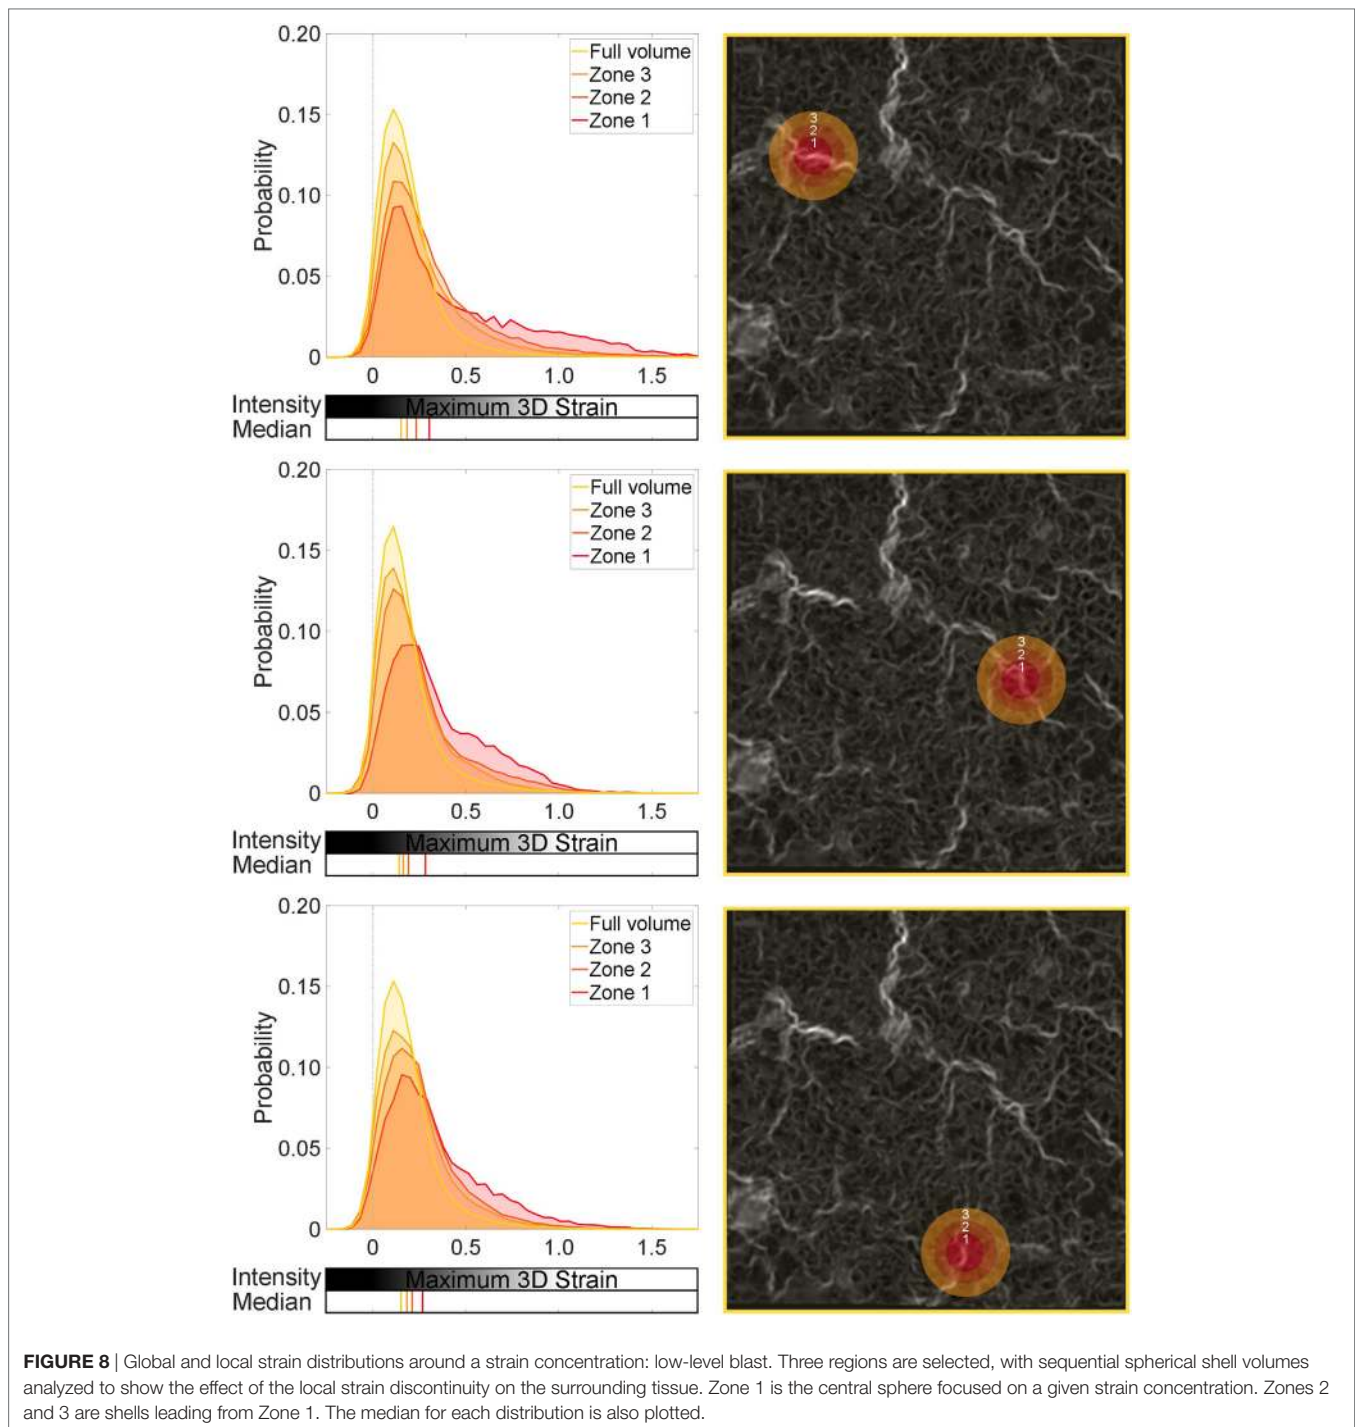 0.20
Full volume
Zone 3
Zone 2
Zone 1
0.15
0.10
0.05
0
Probability
0 0.5 1.0 1.5
Intensity Maximum 3D Strain
Median
3
2
1
0.20
Full volume
Zone 3
Zone 2
Zone 1
0.15
0.10
0.05
0
Probability
0 0.5 1.0 1.5
Intensity Maximum 3D Strain
Median
3
2
1
0.20
Full volume
Zone 3
Zone 2
Zone 1
0.15
0.10
0.05
0
Probability
0 0.5 1.0 1.5
Intensity Maximum 3D Strain
Median
3
2
1
FIGURE 8 | Global and local strain distributions around a strain concentration: low-level blast. Three regions are selected, with sequential spherical shell volumes
analyzed to show the effect of the local strain discontinuity on the surrounding tissue. Zone 1 is the central sphere focused on a given strain concentration. Zones 2
and 3 are shells leading from Zone 1. The median for each distribution is also plotted.